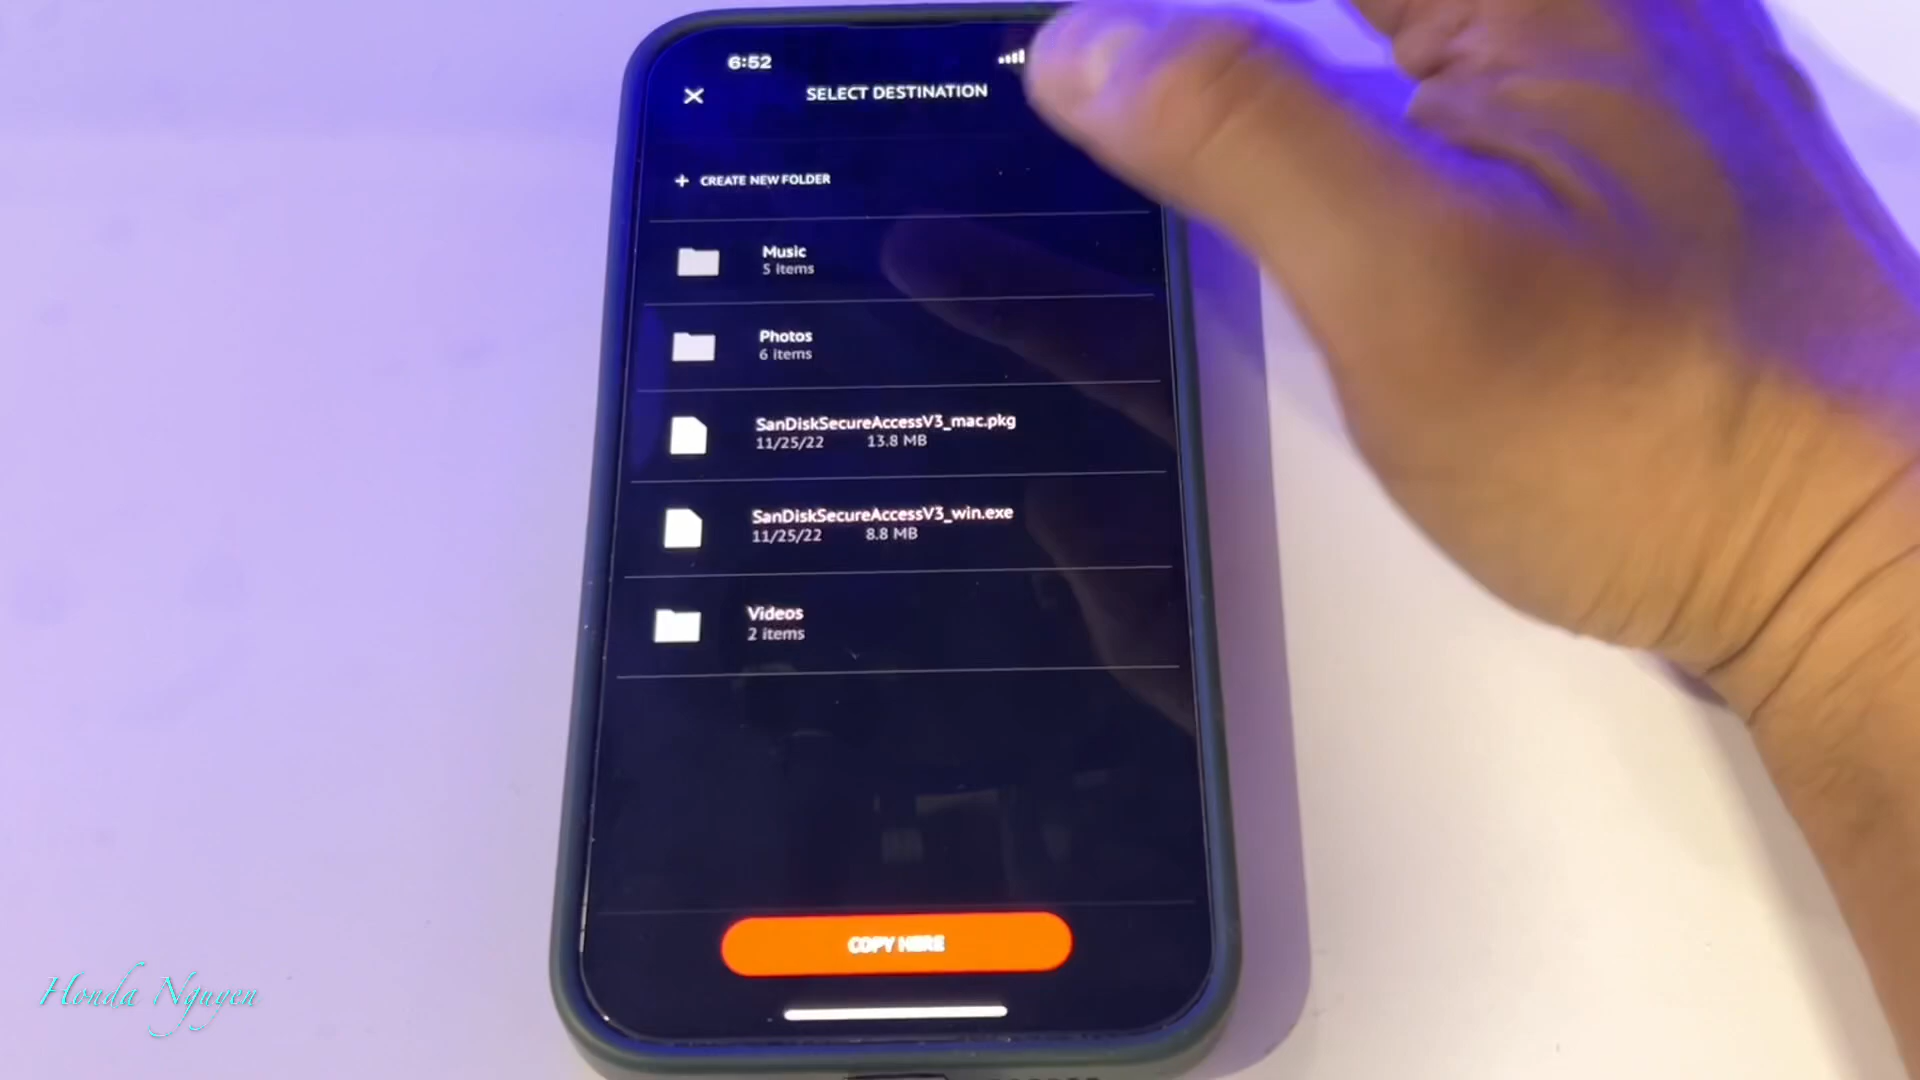 6:52
SELECT DESTINATION
+ CREATE NEW FOLDER
Music
5 items
Photos
6 items
SanDiskSecureAccessV3_mac.pkg
11/25/22 13.8 MB
SanDiskSecureAccessV3_win.exe
11/25/22 8.8 MB
Videos
2 items
COPY HERE
Honda Nguyen